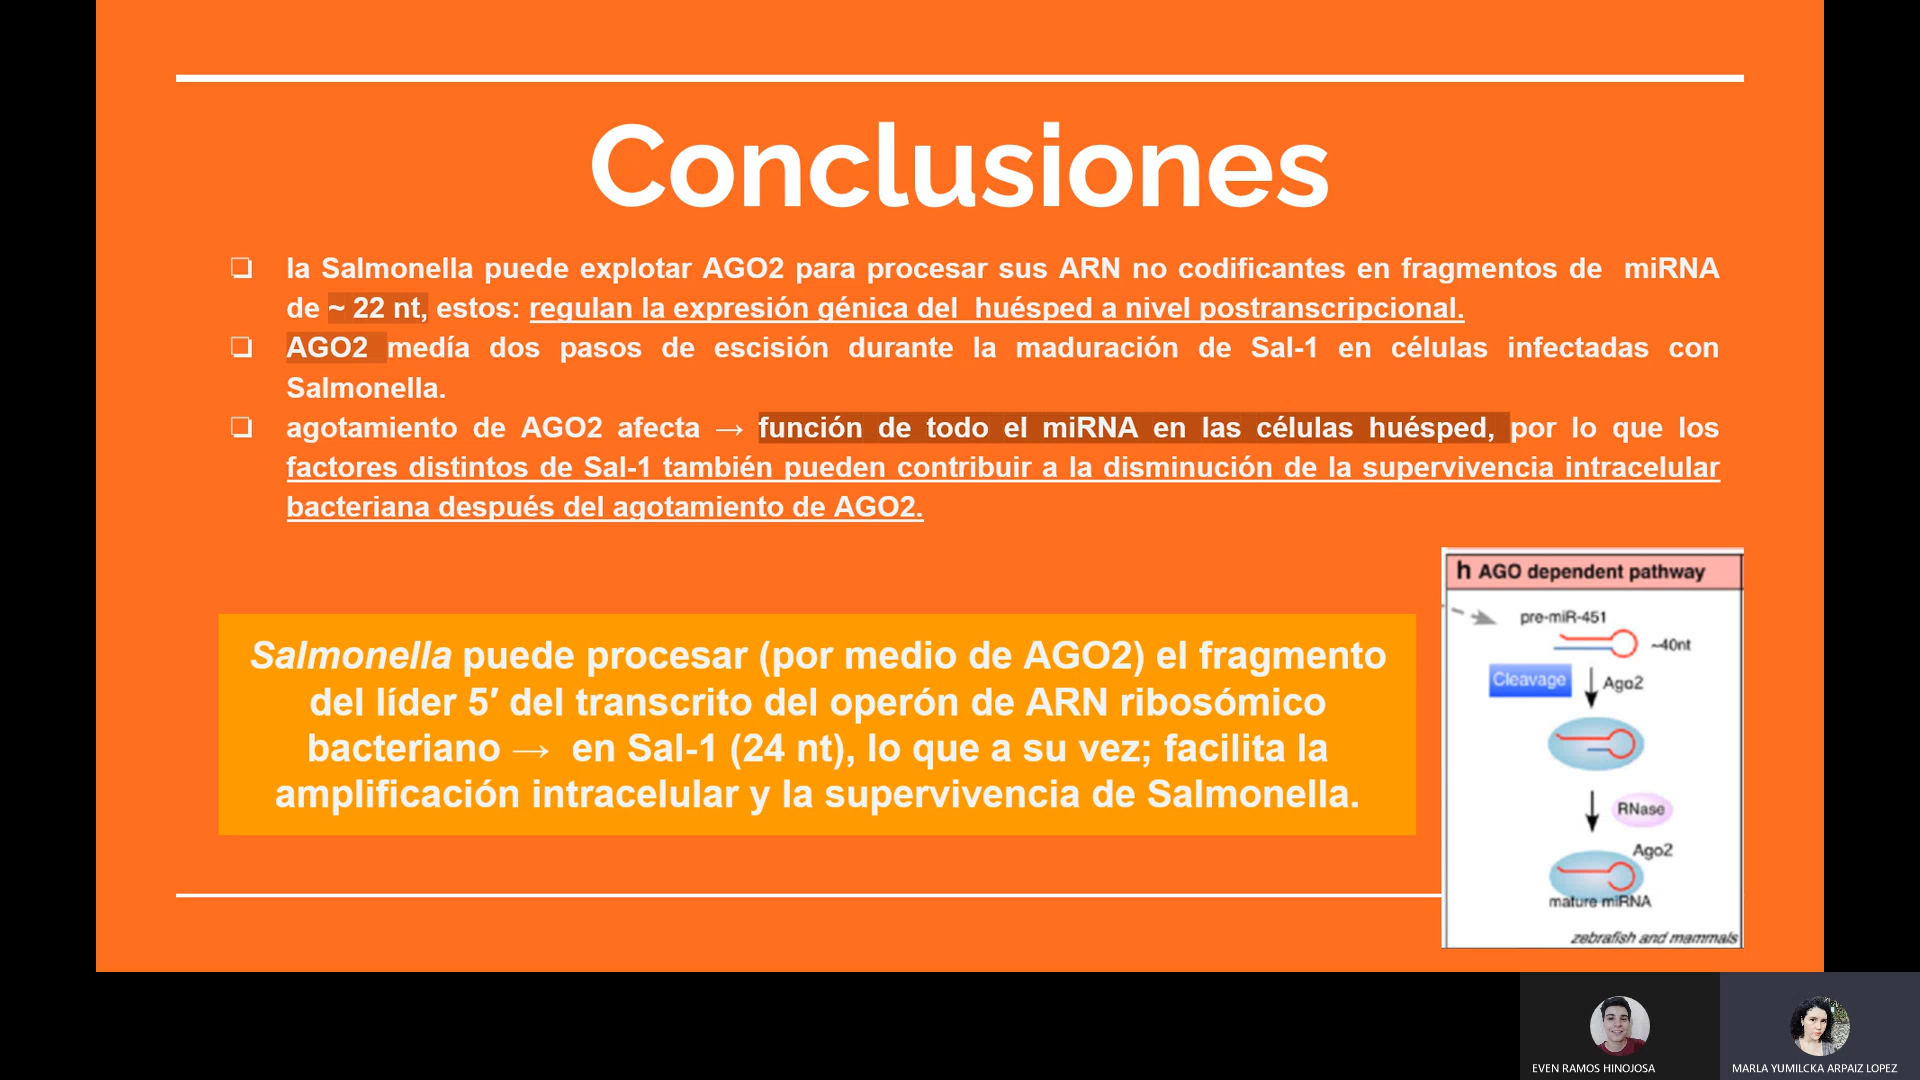 Conclusiones
❏ la Salmonella puede explotar AGO2 para procesar sus ARN no codificantes en fragmentos de miRNA
de ~ 22 nt, estos: regulan la expresión génica del huésped a nivel postranscripcional.
❏ AGO2 medía dos pasos de escisión durante la maduración de Sal-1 en células infectadas con
Salmonella.
❏ agotamiento de AGO2 afecta → función de todo el miRNA en las células huésped, por lo que los
factores distintos de Sal-1 también pueden contribuir a la disminución de la supervivencia intracelular
bacteriana después del agotamiento de AGO2.
Salmonella puede procesar (por medio de AGO2) el fragmento
del líder 5′ del transcrito del operón de ARN ribosómico
bacteriano → en Sal-1 (24 nt), lo que a su vez; facilita la
amplificación intracelular y la supervivencia de Salmonella.
h AGO dependent pathway
pre-miR-451
~40nt
Cleavage
Ago2
RNase
Ago2
mature miRNA
zebrafish and mammals
EVEN RAMOS HINOJOSA
MARLA YUMILCKA ARPAIZ LOPEZ